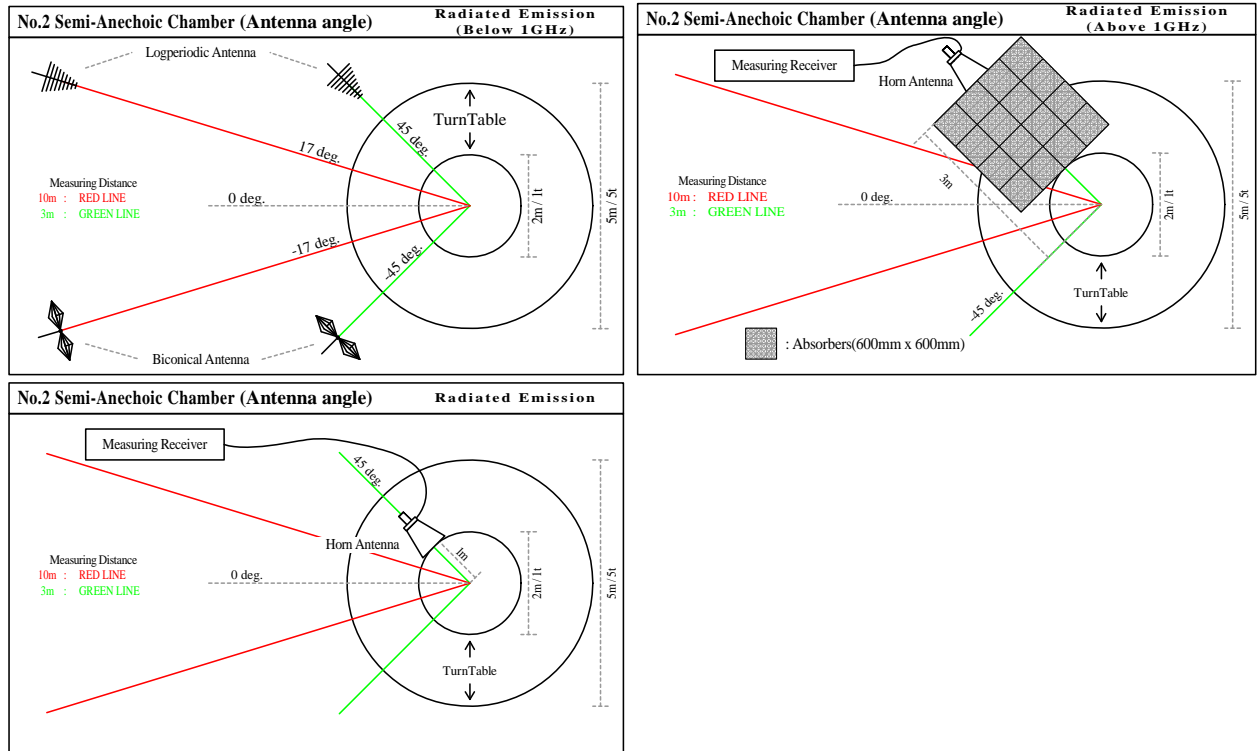 No.2 Semi-Anechoic Chamber (Antenna angle)
Radiated Emission
(Below 1GHz)
Logperiodic Antenna
TurnTable
45 deg.
17 deg.
Measuring Distance
10m : RED LINE
3m : GREEN LINE
0 deg.
2m / 1t
5m / 5t
-17 deg.
-45 deg.
Biconical Antenna
No.2 Semi-Anechoic Chamber (Antenna angle)
Radiated Emission
(Above 1GHz)
Measuring Receiver
Horn Antenna
3m
Measuring Distance
10m : RED LINE
3m : GREEN LINE
0 deg.
2m / 1t
5m / 5t
TurnTable
-45 deg.
: Absorbers(600mm x 600mm)
No.2 Semi-Anechoic Chamber (Antenna angle)
Radiated Emission
Measuring Receiver
45 deg.
Horn Antenna
1m
Measuring Distance
10m : RED LINE
3m : GREEN LINE
0 deg.
2m / 1t
5m / 5t
TurnTable